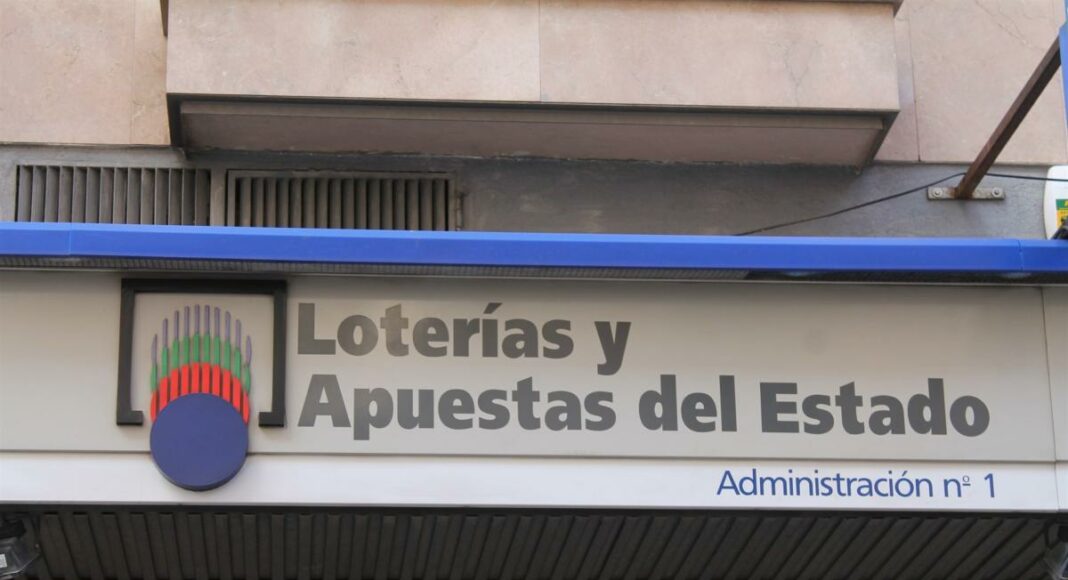 Loterías y
Apuestas del Estado
Administración nº 1